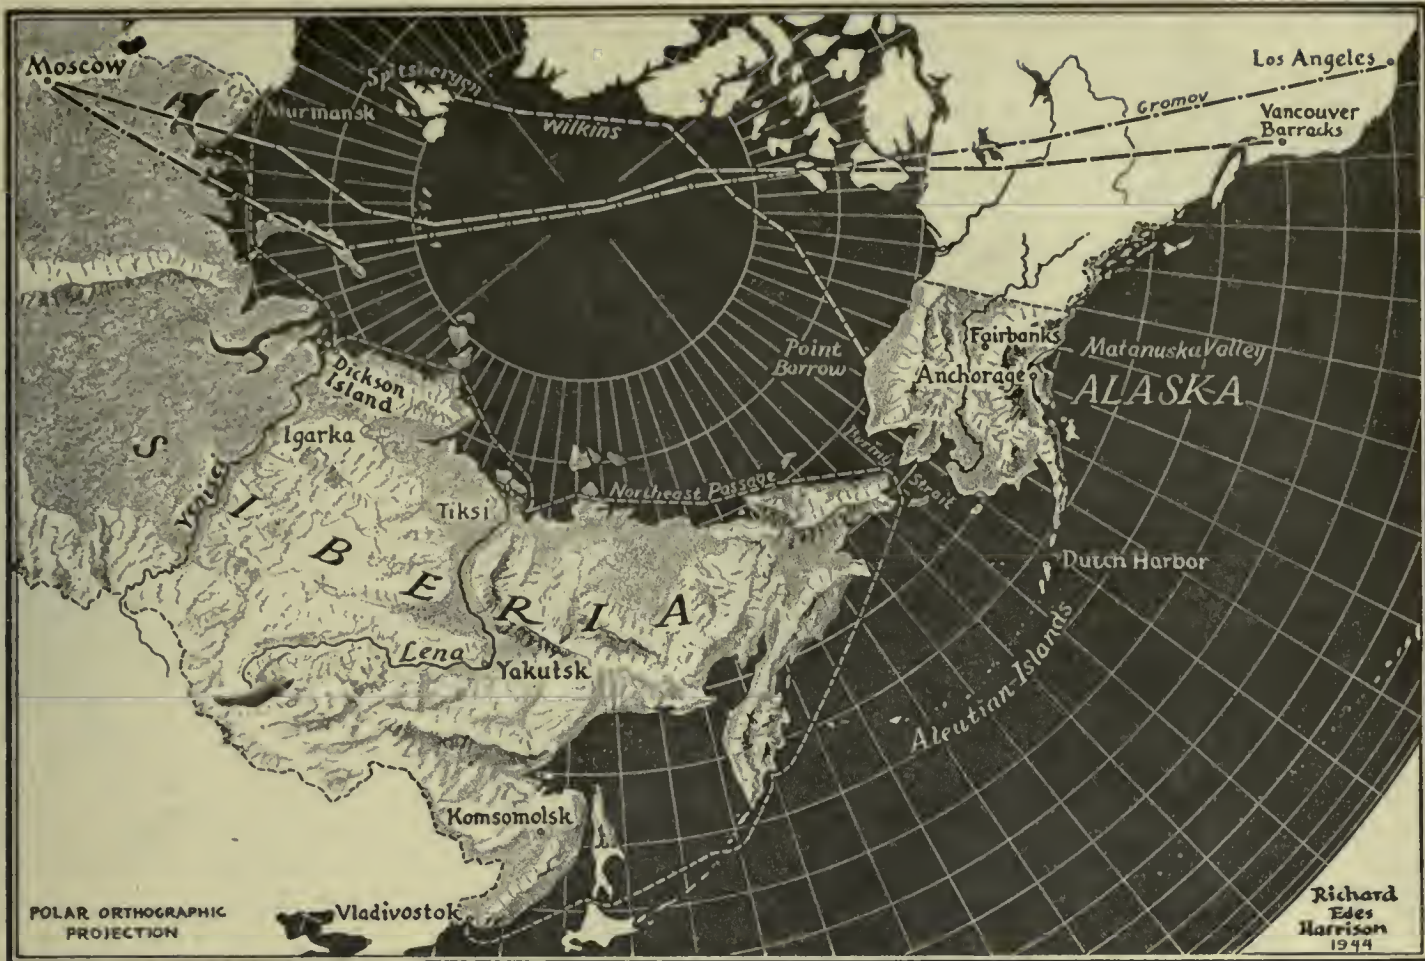 Moscow
Murmansk
Spitsbergen
Wilkins
Los Angeles
Gromov
Vancouver
Barracks
Point
Barrow
Fairbanks
Anchorage
Matanuska Valley
ALASKA
Dickson
Island
Igarka
Yenisei
Tiksi
Northeast Passage
Bering
Strait
SIBERIA
Dutch Harbor
Aleutian Islands
Lena
Yakutsk
Komsomolsk
Vladivostok
POLAR ORTHOGRAPHIC
PROJECTION
Richard
Edes
Harrison
1944